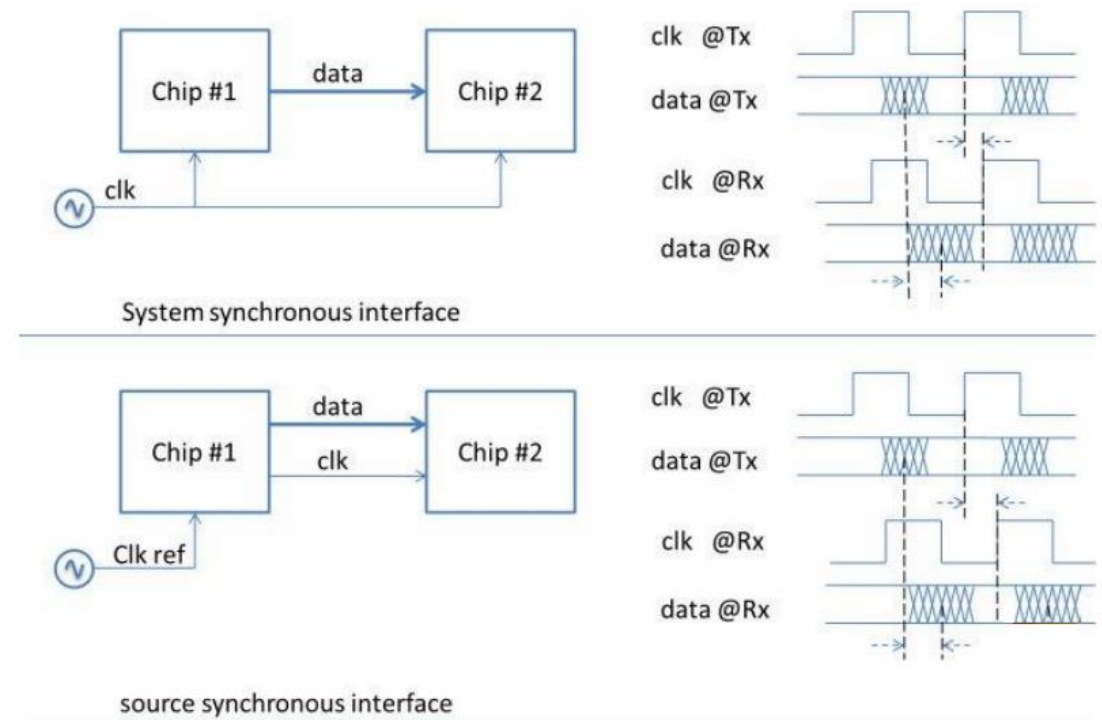 clk @Tx
data
Chip #1
Chip #2
data @Tx
clk
clk @Rx
data @Rx
System synchronous interface
clk @Tx
data
Chip #1
clk
Chip #2
data @Tx
Clk ref
clk @Rx
data @Rx
source synchronous interface